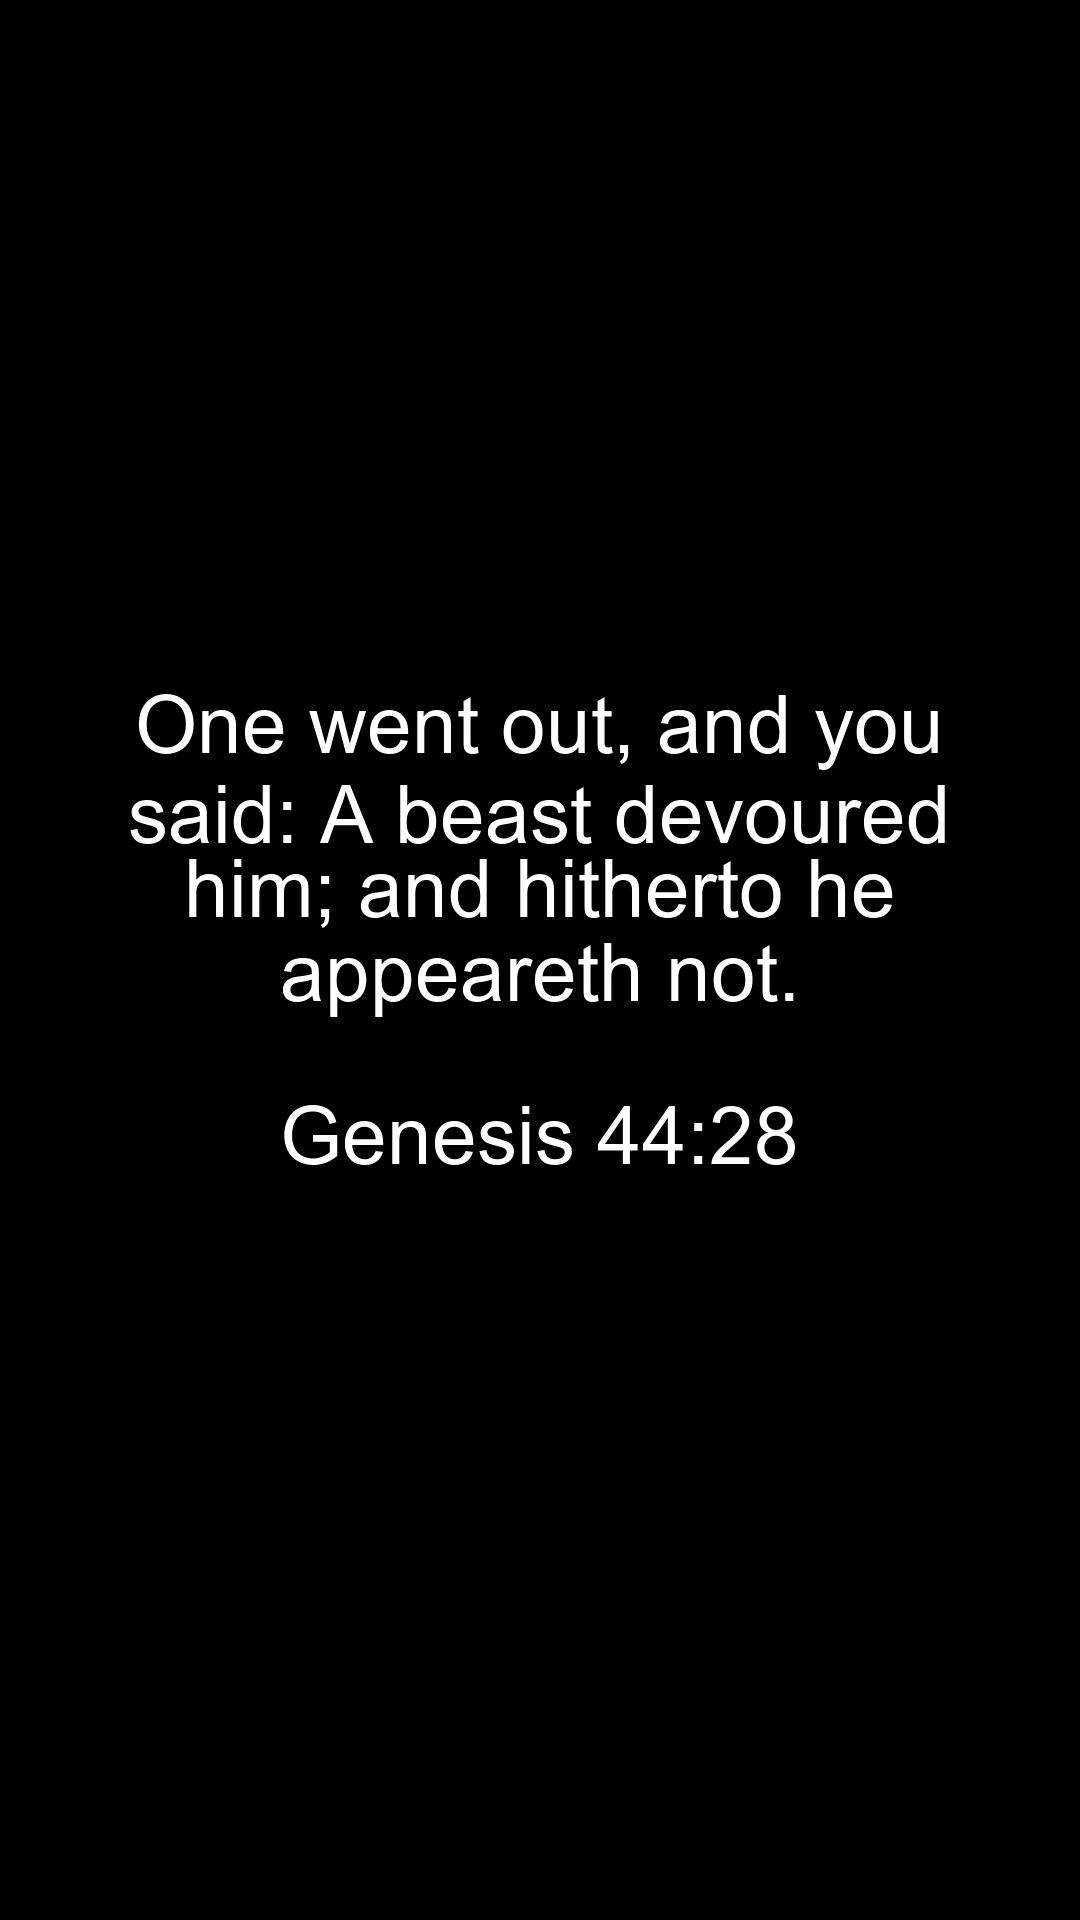 One went out, and you
said: A beast devoured
him; and hitherto he
appeareth not.
Genesis 44:28